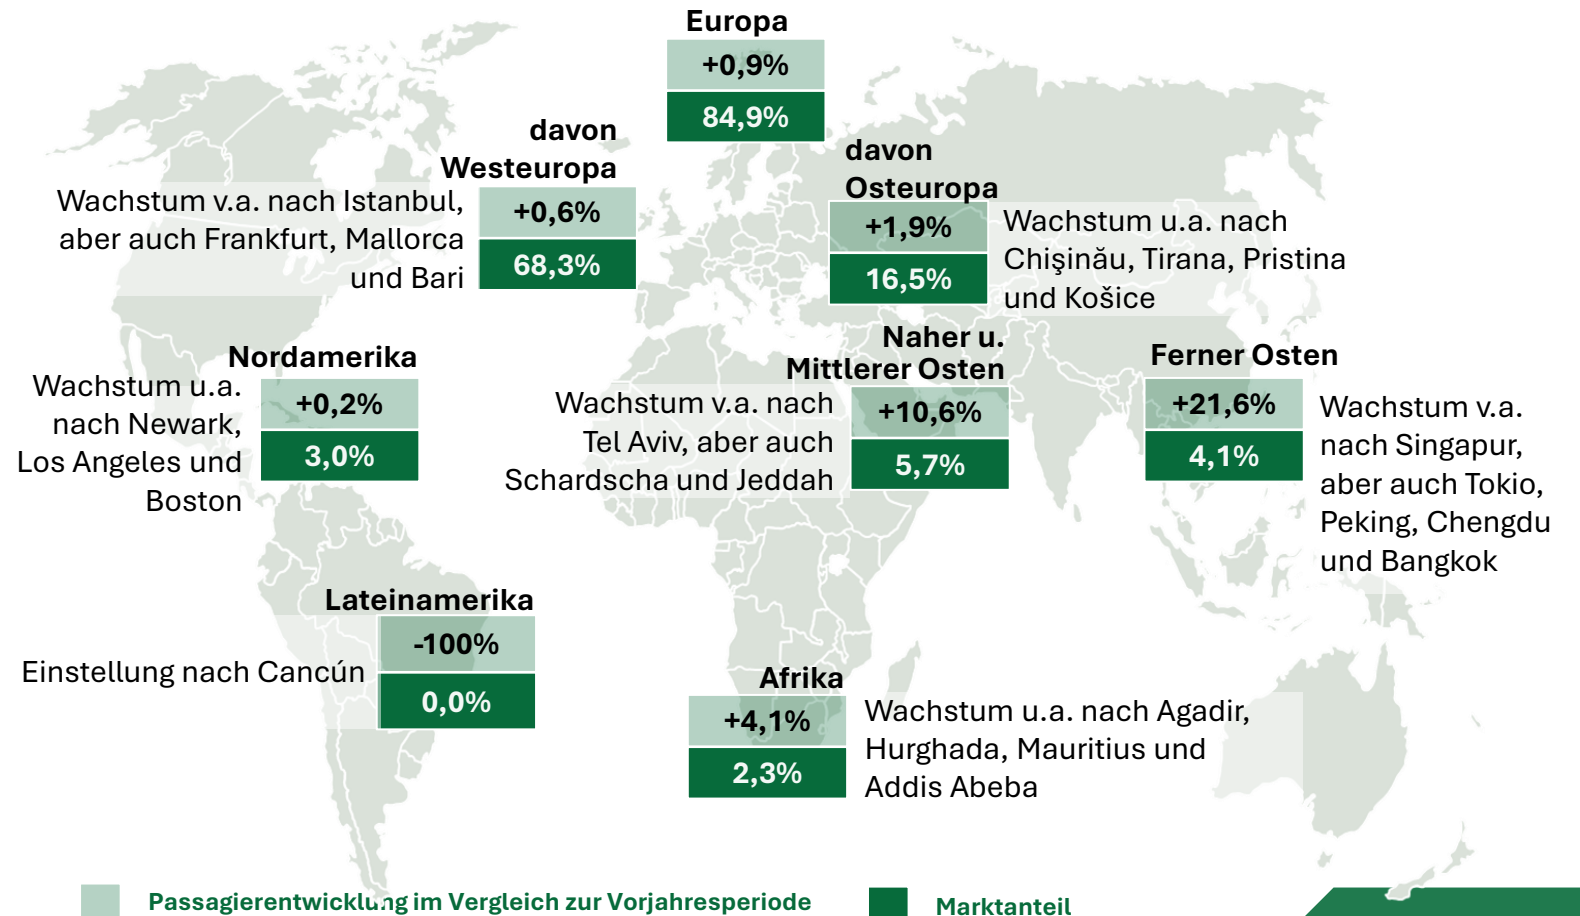 Europa
+0,9%
84,9%
davon
Westeuropa
Wachstum v.a. nach Istanbul,
aber auch Frankfurt, Mallorca
und Bari
+0,6%
68,3%
davon
Osteuropa
+1,9%
16,5%
Wachstum u.a. nach
Chişinău, Tirana, Pristina
und Košice
Nordamerika
Wachstum u.a.
nach Newark,
Los Angeles und
Boston
+0,2%
3,0%
Naher u.
Mittlerer Osten
Wachstum v.a. nach
Tel Aviv, aber auch
Schardscha und Jeddah
+10,6%
5,7%
Ferner Osten
+21,6%
4,1%
Wachstum v.a.
nach Singapur,
aber auch Tokio,
Peking, Chengdu
und Bangkok
Lateinamerika
Einstellung nach Cancún
-100%
0,0%
Afrika
+4,1%
2,3%
Wachstum u.a. nach Agadir,
Hurghada, Mauritius und
Addis Abeba
Passagierentwicklung im Vergleich zur Vorjahresperiode
Marktanteil